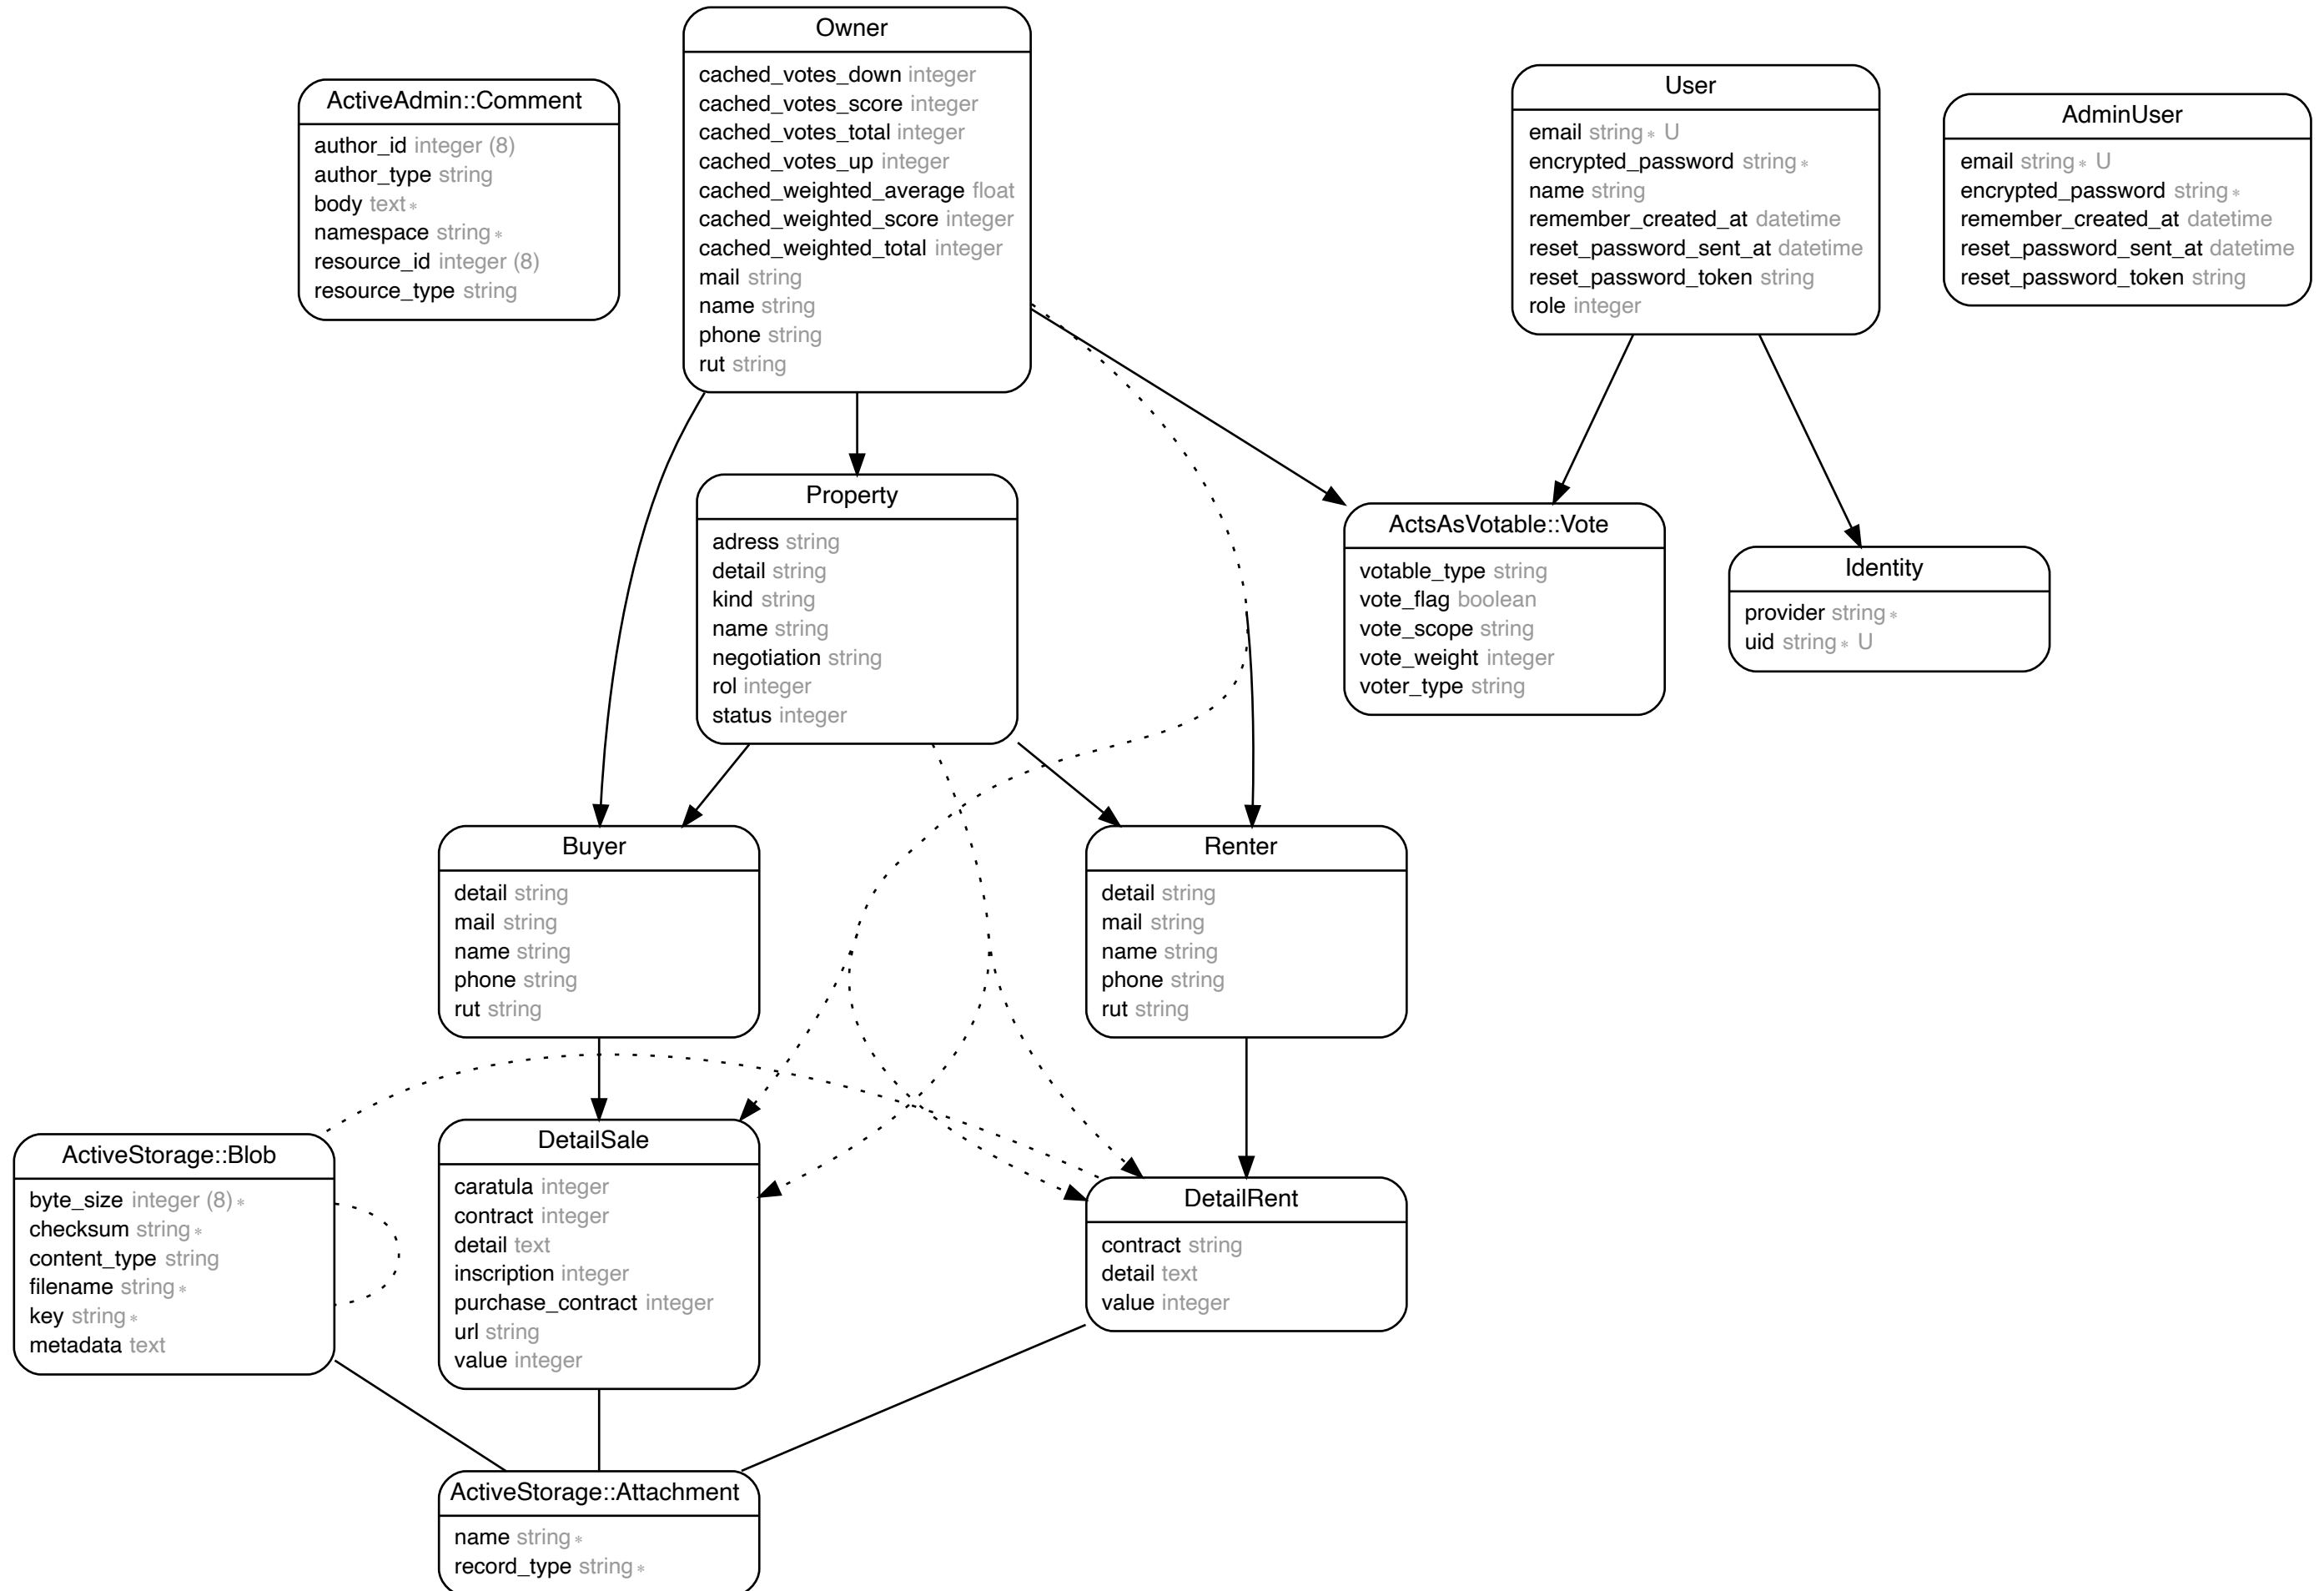 Owner
cached_votes_down integer
cached_votes_score integer
cached_votes_total integer
cached_votes_up integer
cached_weighted_average float
cached_weighted_score integer
cached_weighted_total integer
mail string
name string
phone string
rut string
ActiveAdmin::Comment
author_id integer (8)
author_type string
body text *
namespace string *
resource_id integer (8)
resource_type string
User
email string * U
encrypted_password string *
name string
remember_created_at datetime
reset_password_sent_at datetime
reset_password_token string
role integer
AdminUser
email string * U
encrypted_password string *
remember_created_at datetime
reset_password_sent_at datetime
reset_password_token string
Property
adress string
detail string
kind string
name string
negotiation string
rol integer
status integer
ActsAsVotable::Vote
votable_type string
vote_flag boolean
vote_scope string
vote_weight integer
voter_type string
Identity
provider string *
uid string * U
Buyer
detail string
mail string
name string
phone string
rut string
Renter
detail string
mail string
name string
phone string
rut string
ActiveStorage::Blob
byte_size integer (8) *
checksum string *
content_type string
filename string *
key string *
metadata text
DetailSale
caratula integer
contract integer
detail text
inscription integer
purchase_contract integer
url string
value integer
DetailRent
contract string
detail text
value integer
ActiveStorage::Attachment
name string *
record_type string *